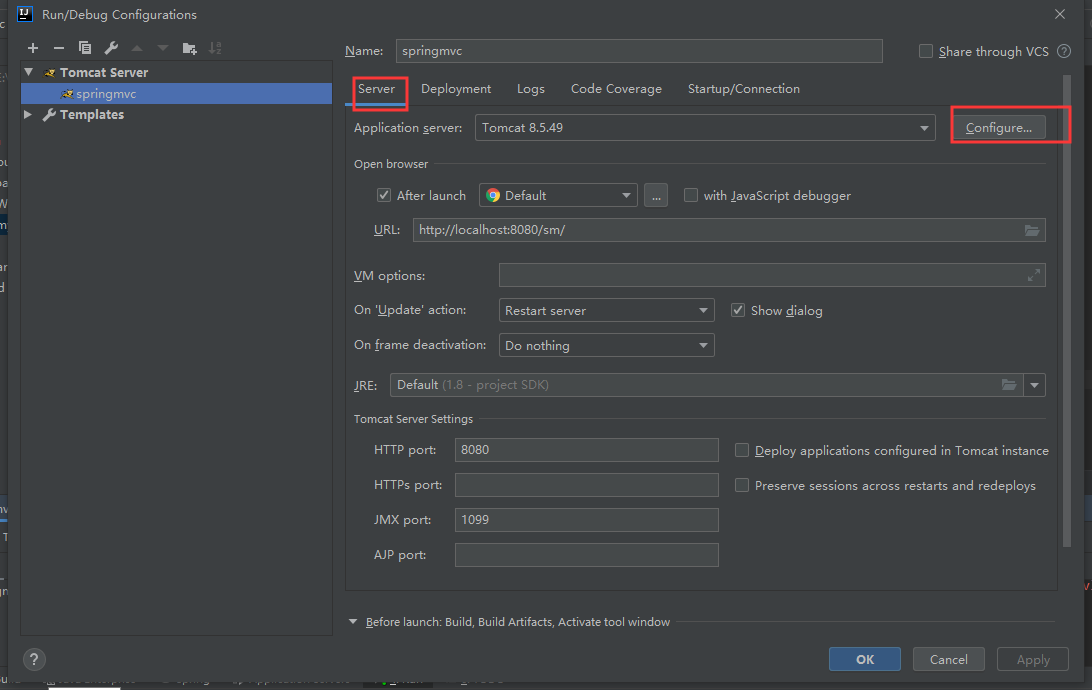 Run/Debug Configurations
Name: springmvc
Share through VCS
Tomcat Server
springmvc
Templates
Server Deployment Logs Code Coverage Startup/Connection
Application server: Tomcat 8.5.49 Configure...
Open browser
After launch Default ... with JavaScript debugger
URL: http://localhost:8080/sm/
VM options:
On 'Update' action: Restart server Show dialog
On frame deactivation: Do nothing
JRE: Default (1.8 - project SDK)
Tomcat Server Settings
HTTP port: 8080 Deploy applications configured in Tomcat instance
HTTPs port: Preserve sessions across restarts and redeploys
JMX port: 1099
AJP port:
Before launch: Build, Build Artifacts, Activate tool window
? OK Cancel Apply